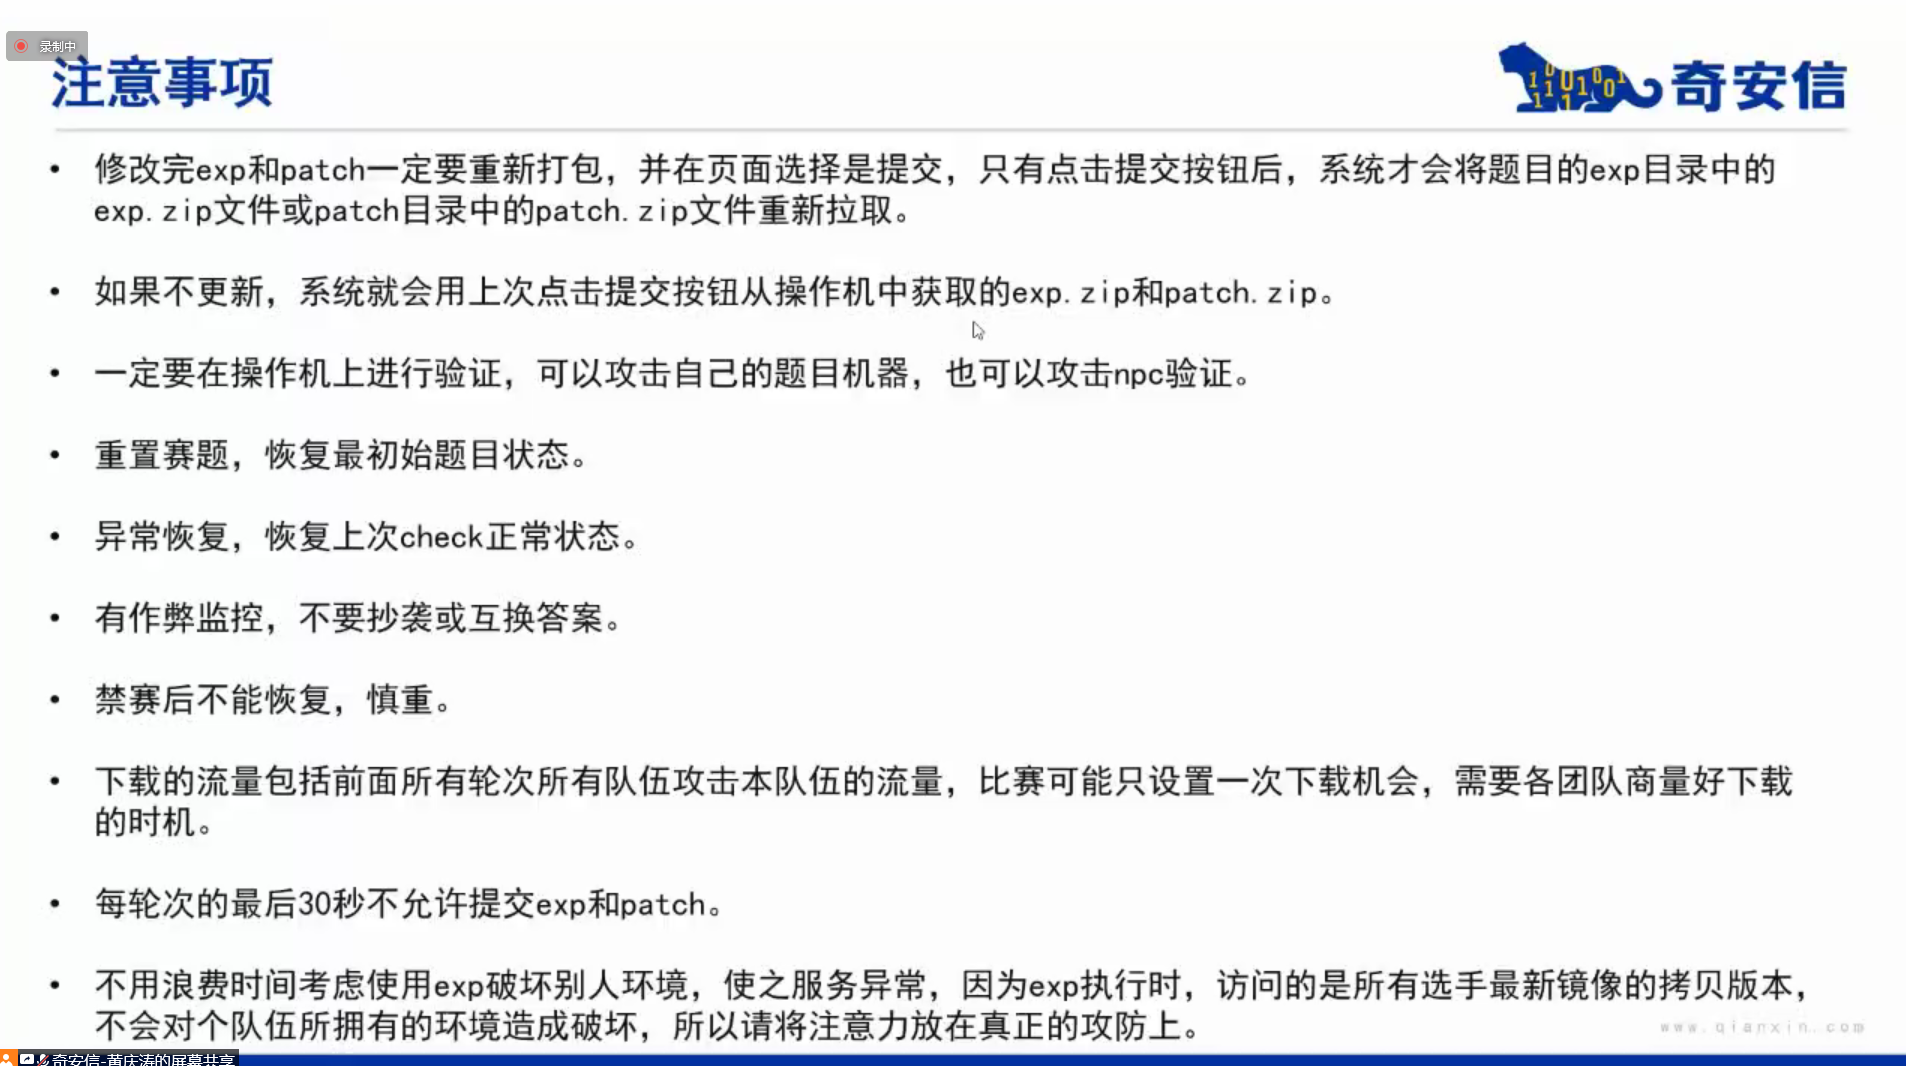 录制中
注意事项
奇安信
• 修改完exp和patch一定要重新打包，并在页面选择是提交，只有点击提交按钮后，系统才会将题目的exp目录中的
exp.zip文件或patch目录中的patch.zip文件重新拉取。
• 如果不更新，系统就会用上次点击提交按钮从操作机中获取的exp.zip和patch.zip。
• 一定要在操作机上进行验证，可以攻击自己的题目机器，也可以攻击npc验证。
• 重置赛题，恢复最初始题目状态。
• 异常恢复，恢复上次check正常状态。
• 有作弊监控，不要抄袭或互换答案。
• 禁赛后不能恢复，慎重。
• 下载的流量包括前面所有轮次所有队伍攻击本队伍的流量，比赛可能只设置一次下载机会，需要各团队商量好下载
的时机。
• 每轮次的最后30秒不允许提交exp和patch。
• 不用浪费时间考虑使用exp破坏别人环境，使之服务异常，因为exp执行时，访问的是所有选手最新镜像的拷贝版本，
不会对个队伍所拥有的环境造成破坏，所以请将注意力放在真正的攻防上。
www.qianxin.com
奇安信-黄庆涛的屏幕共享